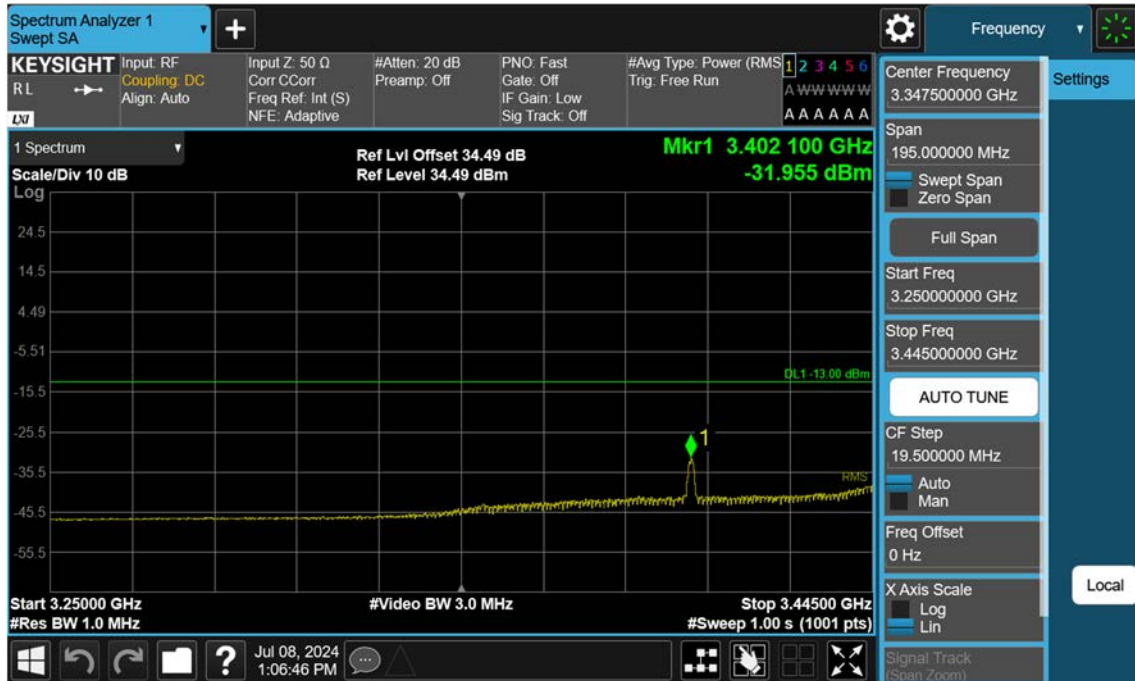 Spectrum Analyzer 1
Swept SA
+
Frequency
KEYSIGHT
RL
LXI
Input: RF
Coupling: DC
Align: Auto
Input Z: 50 Ω
Corr CCorr
Freq Ref: Int (S)
NFE: Adaptive
#Atten: 20 dB
Preamp: Off
PNO: Fast
Gate: Off
IF Gain: Low
Sig Track: Off
#Avg Type: Power (RMS
Trig: Free Run
1 2 3 4 5 6
A W W W W W
A A A A A A
Center Frequency
3.347500000 GHz
Settings
Span
195.000000 MHz
Swept Span
Zero Span
Full Span
Start Freq
3.250000000 GHz
Stop Freq
3.445000000 GHz
AUTO TUNE
CF Step
19.500000 MHz
Auto
Man
Freq Offset
0 Hz
X Axis Scale
Log
Lin
Signal Track
(Span Zoom)
Local
1 Spectrum
Scale/Div 10 dB
Ref Lvl Offset 34.49 dB
Ref Level 34.49 dBm
Mkr1 3.402 100 GHz
-31.955 dBm
Log
24.5
14.5
4.49
-5.51
DL1 -13.00 dBm
-15.5
-25.5
1
-35.5
RMS
-45.5
-55.5
Start 3.25000 GHz
#Res BW 1.0 MHz
#Video BW 3.0 MHz
Stop 3.44500 GHz
#Sweep 1.00 s (1001 pts)
?
Jul 08, 2024
1:06:46 PM